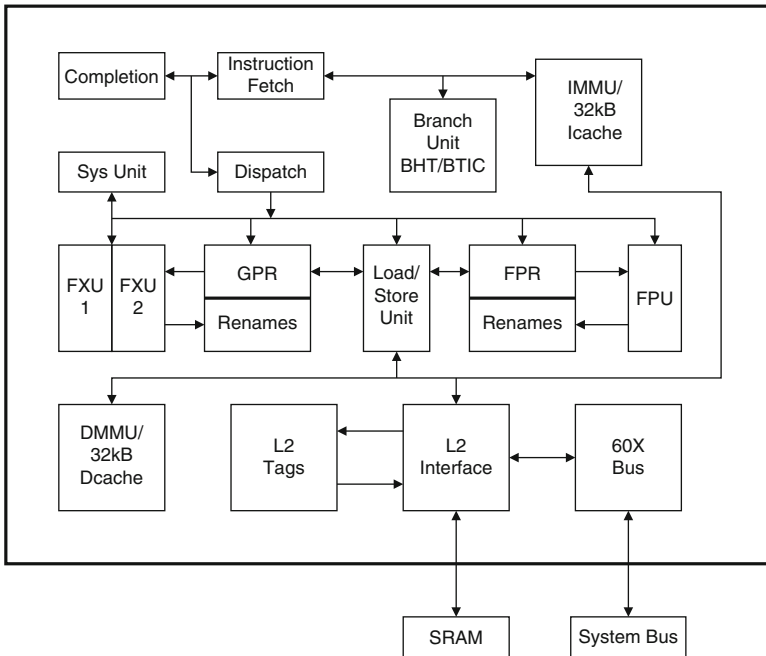 Completion
Instruction
Fetch
IMMU/
32kB
Icache
Branch
Unit
BHT/BTIC
Sys Unit
Dispatch
FXU
1
FXU
2
GPR
Renames
Load/
Store
Unit
FPR
Renames
FPU
DMMU/
32kB
Dcache
L2
Tags
L2
Interface
60X
Bus
SRAM
System Bus